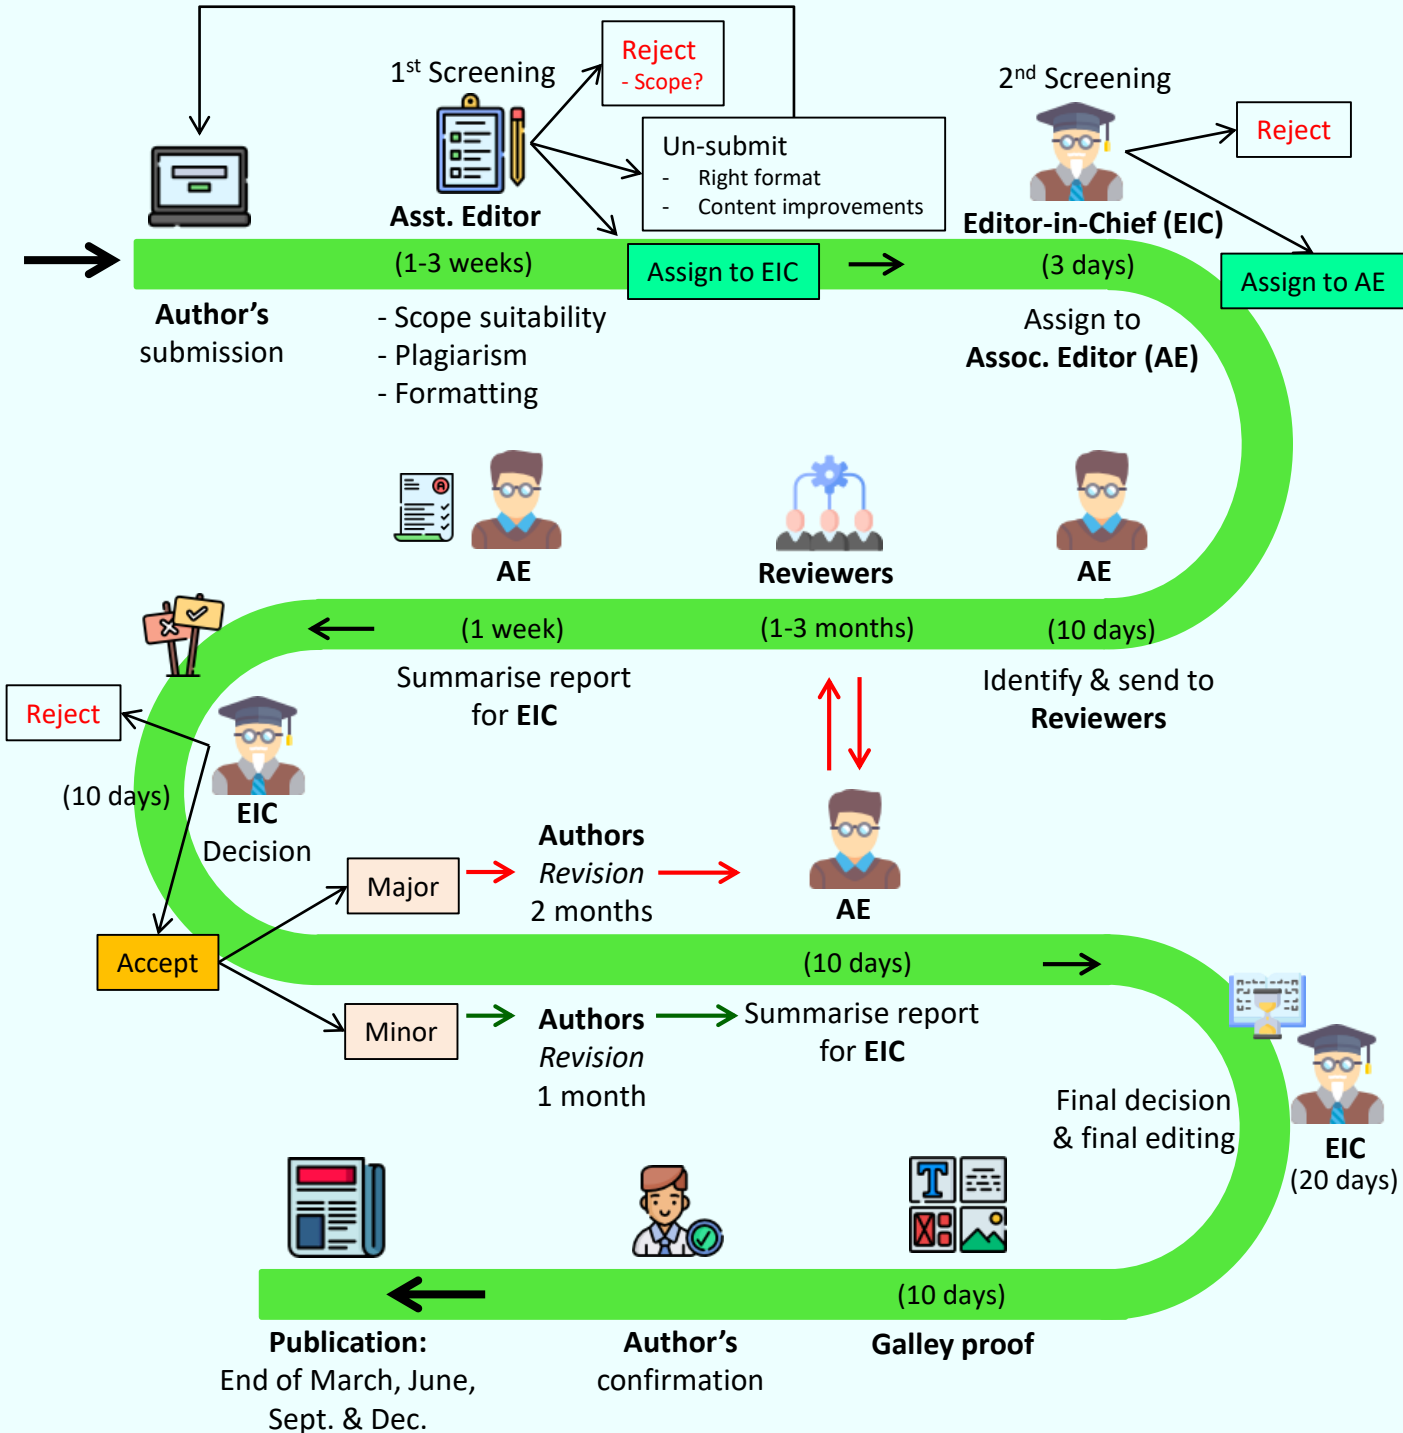 1st Screening
Reject
- Scope?
2nd Screening
Reject
Un-submit
- Right format
- Content improvements
Asst. Editor
Editor-in-Chief (EIC)
(1-3 weeks)
Assign to EIC
(3 days)
Assign to AE
Author's
submission
- Scope suitability
- Plagiarism
- Formatting
Assign to
Assoc. Editor (AE)
AE
Reviewers
AE
(1 week)
(1-3 months)
(10 days)
Summarise report
for EIC
Identify & send to
Reviewers
Reject
(10 days)
EIC
Decision
Major
Authors
Revision
2 months
AE
Accept
(10 days)
Minor
Authors
Revision
1 month
Summarise report
for EIC
Final decision
& final editing
EIC
(20 days)
(10 days)
Publication:
End of March, June,
Sept. & Dec.
Author's
confirmation
Galley proof